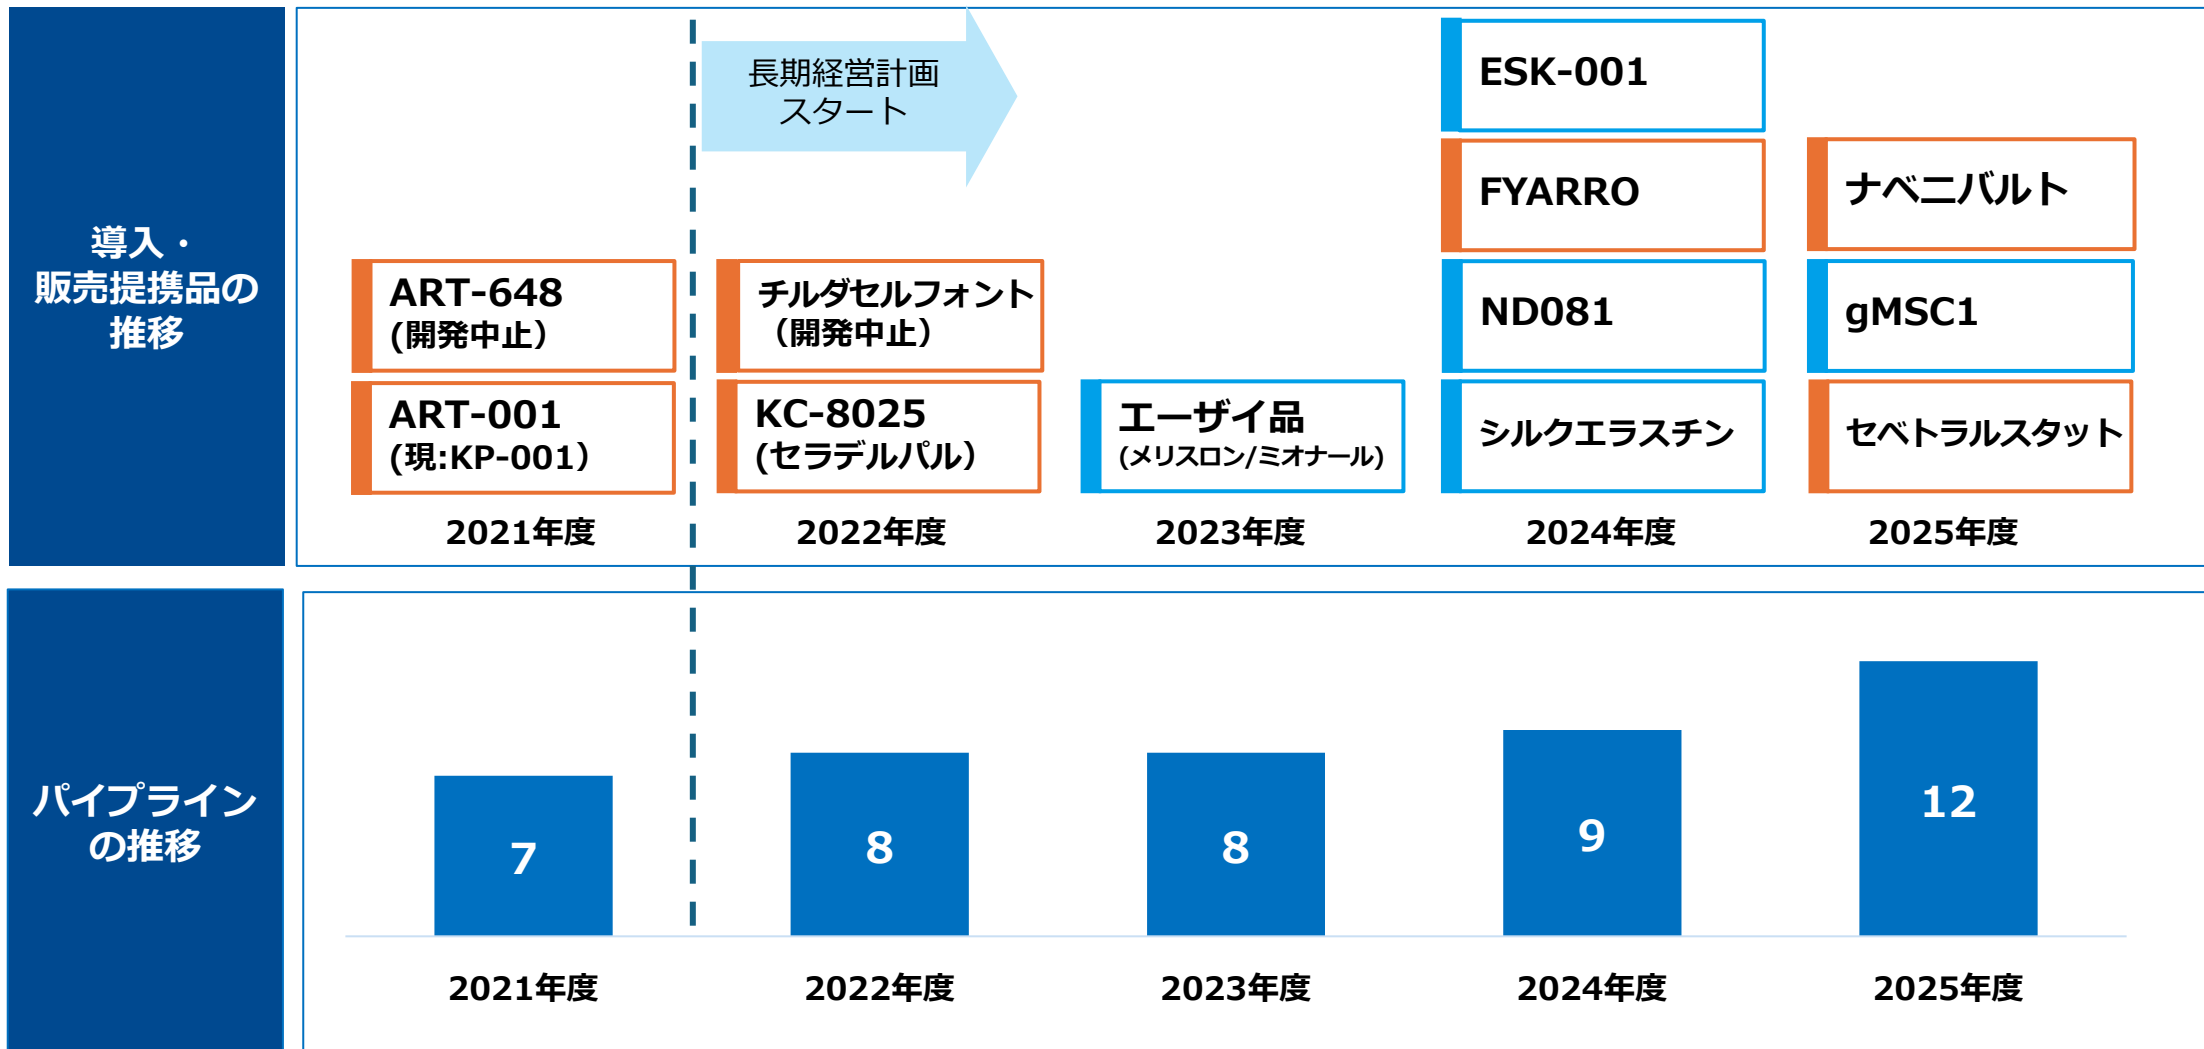 導入・
販売提携品の
推移
長期経営計画
スタート
ART-648
(開発中止）
ART-001
(現:KP-001）
2021年度
チルダセルフォント
（開発中止）
KC-8025
(セラデルパル）
2022年度
エーザイ品
(メリスロン/ミオナール)
2023年度
ESK-001
FYARRO
ND081
シルクエラスチン
2024年度
ナベニバルト
gMSC1
セベトラルスタット
2025年度
パイプライン
の推移
7
8
8
9
12
2021年度
2022年度
2023年度
2024年度
2025年度